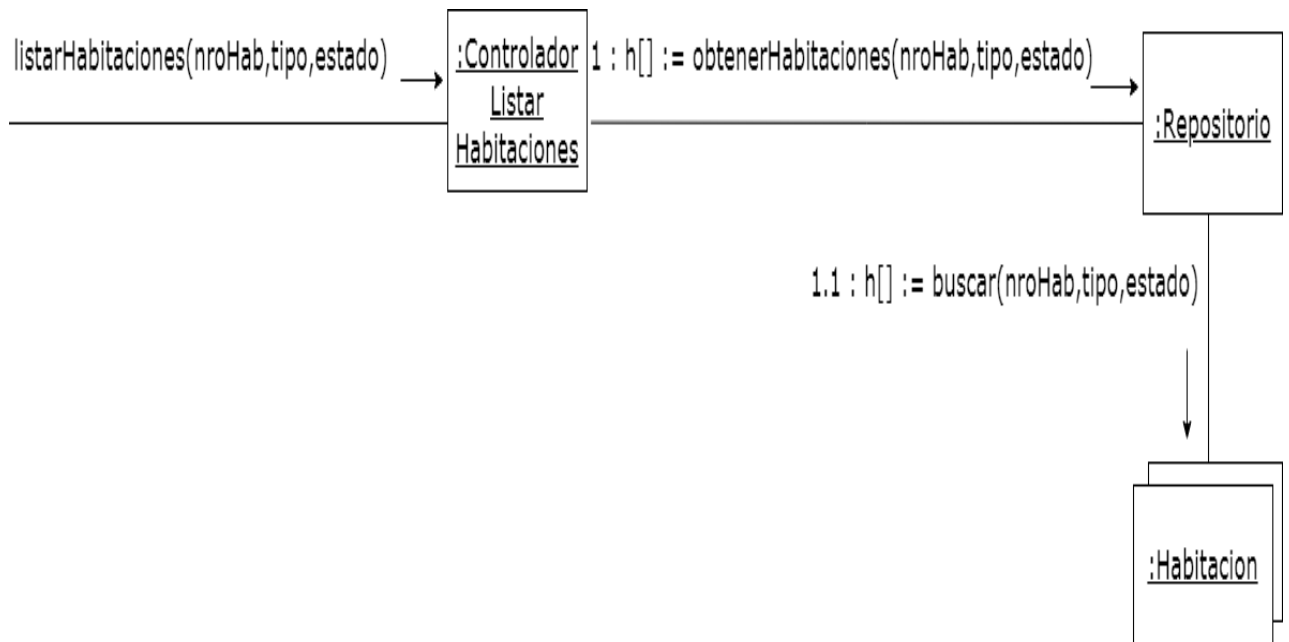 listarHabitaciones(nroHab,tipo,estado)
:Controlador
Listar
Habitaciones
1 : h[] := obtenerHabitaciones(nroHab,tipo,estado)
:Repositorio
1.1 : h[] := buscar(nroHab,tipo,estado)
:Habitacion